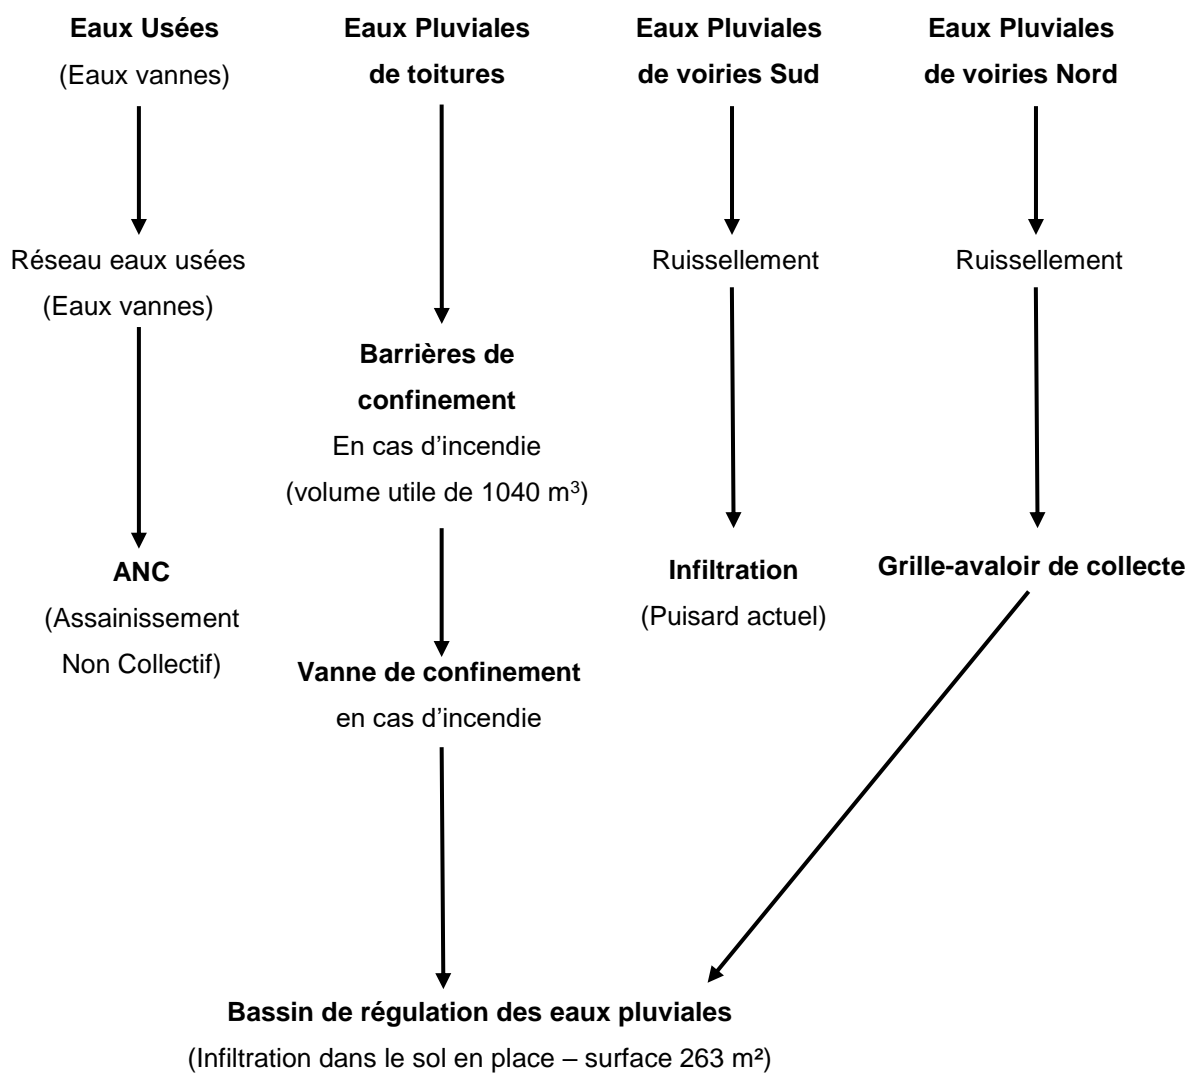 Eaux Usées
(Eaux vannes)
Réseau eaux usées
(Eaux vannes)
ANC
(Assainissement
Non Collectif)
Eaux Pluviales
de toitures
Barrières de
confinement
En cas d’incendie
(volume utile de 1040 m³)
Vanne de confinement
en cas d’incendie
Eaux Pluviales
de voiries Sud
Ruissellement
Infiltration
(Puisard actuel)
Eaux Pluviales
de voiries Nord
Ruissellement
Grille-avaloir de collecte
Bassin de régulation des eaux pluviales
(Infiltration dans le sol en place – surface 263 m²)